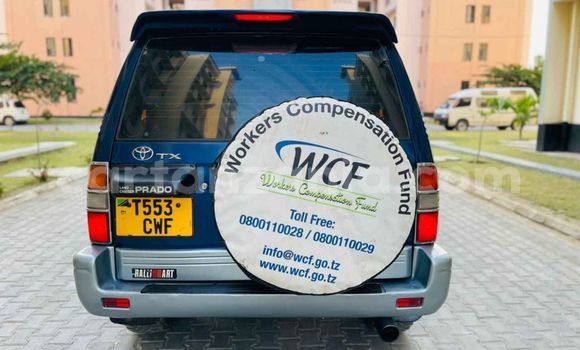 Workers Compensation Fund
WCF
Workers Compensation Fund
Toll Free:
0800110028 / 0800110029
info@wcf.go.tz
www.wcf.go.tz
TOYOTA TX
LAND CRUISER PRADO
T553
CWF
RALLIART